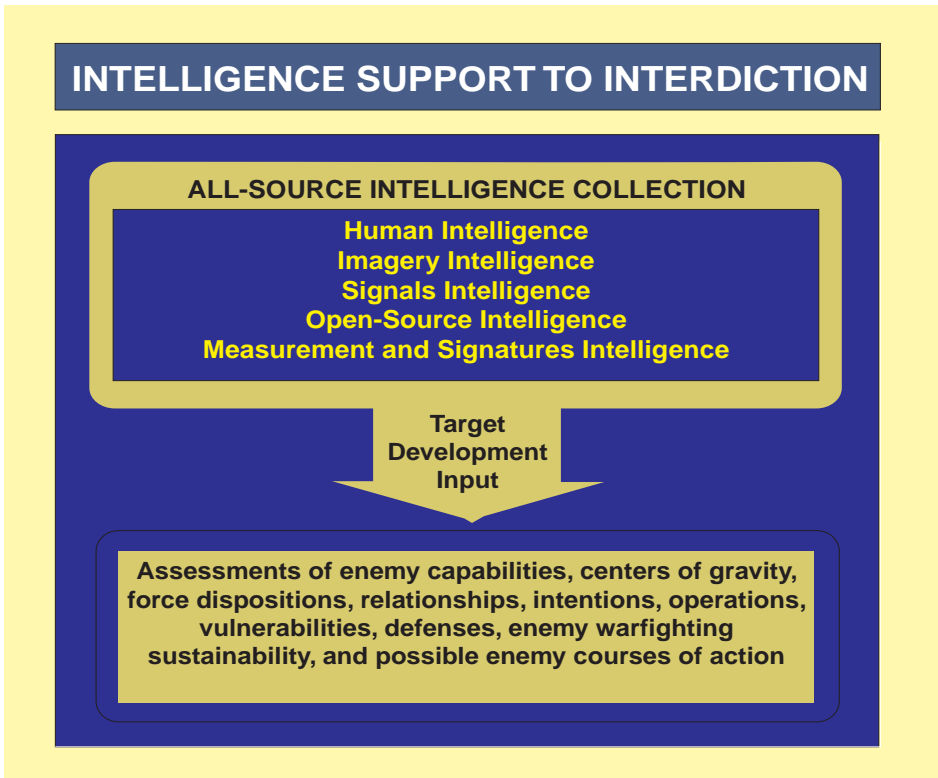 INTELLIGENCE SUPPORT TO INTERDICTION
ALL-SOURCE INTELLIGENCE COLLECTION
Human Intelligence
Imagery Intelligence
Signals Intelligence
Open-Source Intelligence
Measurement and Signatures Intelligence
Target
Development
Input
Assessments of enemy capabilities, centers of gravity,
force dispositions, relationships, intentions, operations,
vulnerabilities, defenses, enemy warfighting
sustainability, and possible enemy courses of action